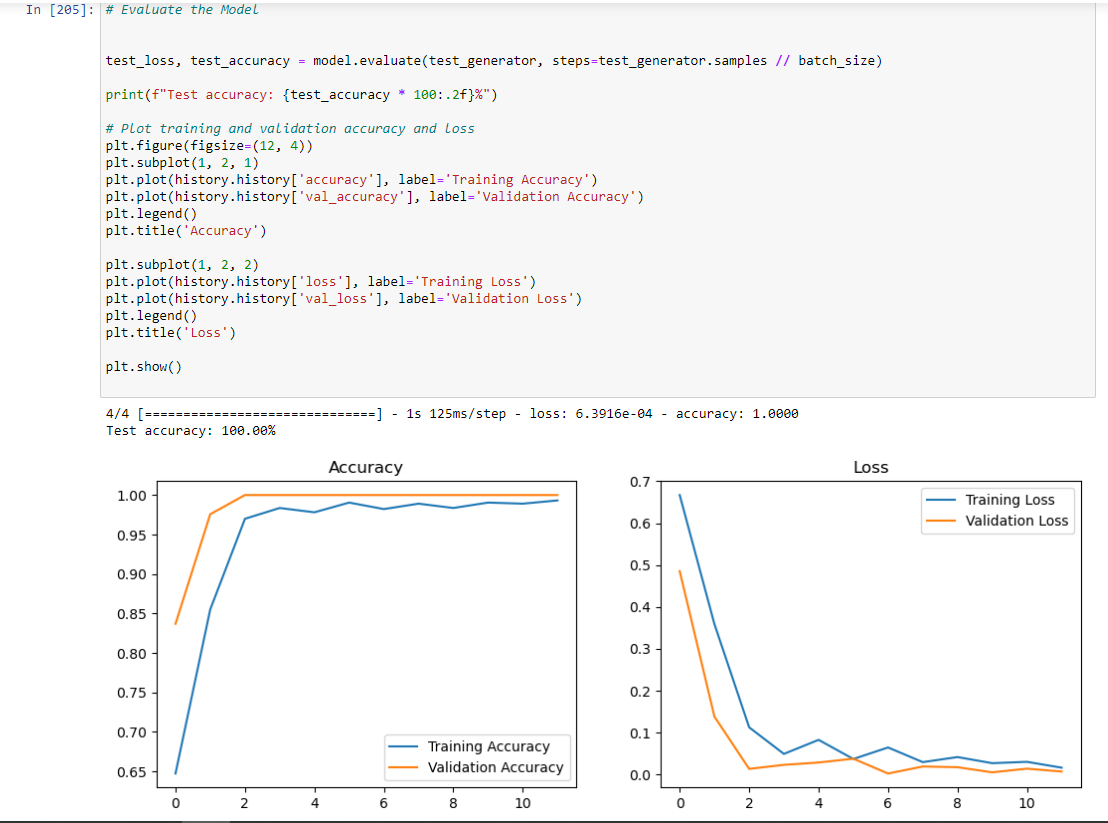 In [205]: # Evaluate the Model
test_loss, test_accuracy = model.evaluate(test_generator, steps=test_generator.samples // batch_size)
print(f"Test accuracy: {test_accuracy * 100:.2f}%")
# Plot training and validation accuracy and loss
plt.figure(figsize=(12, 4))
plt.subplot(1, 2, 1)
plt.plot(history.history['accuracy'], label='Training Accuracy')
plt.plot(history.history['val_accuracy'], label='Validation Accuracy')
plt.legend()
plt.title('Accuracy')
plt.subplot(1, 2, 2)
plt.plot(history.history['loss'], label='Training Loss')
plt.plot(history.history['val_loss'], label='Validation Loss')
plt.legend()
plt.title('Loss')
plt.show()
4/4 [==============================] - 1s 125ms/step - loss: 6.3916e-04 - accuracy: 1.0000
Test accuracy: 100.00%
Accuracy
1.00
0.95
0.90
0.85
0.80
0.75
0.70
0.65
Training Accuracy
Validation Accuracy
0 2 4 6 8 10
Loss
0.7
0.6
0.5
0.4
0.3
0.2
0.1
0.0
Training Loss
Validation Loss
0 2 4 6 8 10